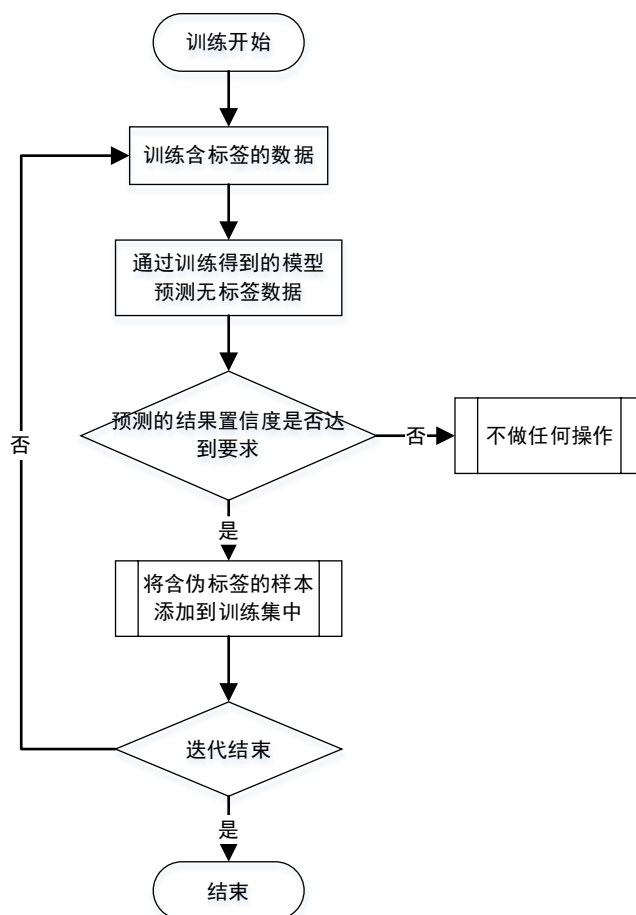 训练开始
训练含标签的数据
通过训练得到的模型
预测无标签数据
预测的结果置信度是否达
到要求
否
不做任何操作
否
是
将含伪标签的样本
添加到训练集中
迭代结束
是
结束